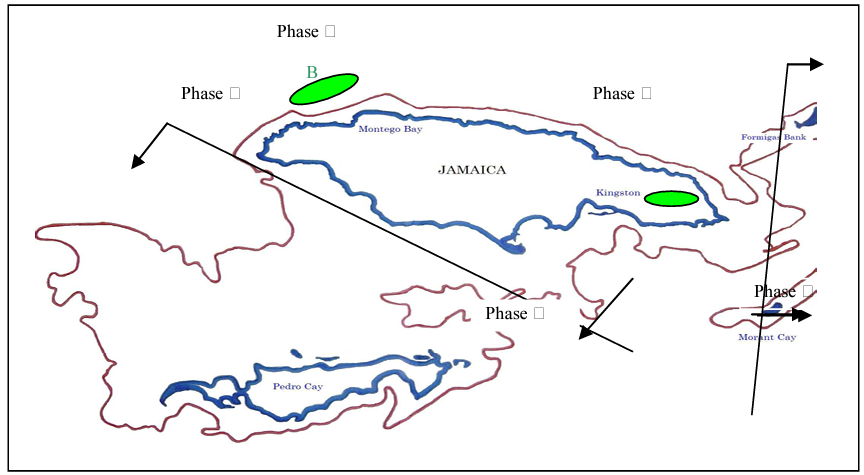 Phase □
B
Phase □
Phase □
Montego Bay
Formigas Bank
JAMAICA
Kingston
Phase □
Phase □
Morant Cay
Pedro Cay